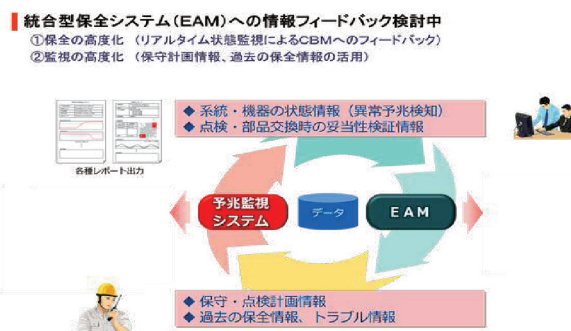 統合型保全システム(EAM)への情報フィードバック検討中
①保全の高度化 (リアルタイム状態監視によるCBMへのフィードバック)
②監視の高度化 (保守計画情報、過去の保全情報の活用)
◆ 系統・機器の状態情報(異常予兆検知)
◆ 点検・部品交換時の妥当性検証情報
各種レポート出力
予兆監視
システム
データ
EAM
◆ 保守・点検計画情報
◆ 過去の保全情報、トラブル情報